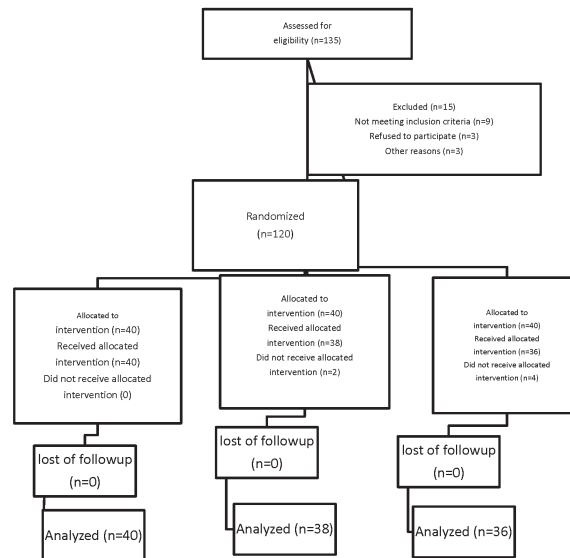 Assessed for
eligibility (n=135)
Excluded (n=15)
Not meeting inclusion criteria (n=9)
Refused to participate (n=3)
Other reasons (n=3)
Randomized
(n=120)
Allocated to
intervention (n=40)
Received allocated
intervention (n=40)
Did not receive allocated
intervention (0)
Allocated to
intervention (n=40)
Received allocated
intervention (n=38)
Did not receive allocated
intervention (n=2)
Allocated to
intervention (n=40)
Received allocated
intervention (n=36)
Did not receive allocated
intervention (n=4)
lost of followup
(n=0)
lost of followup
(n=0)
lost of followup
(n=0)
Analyzed (n=40)
Analyzed (n=38)
Analyzed (n=36)